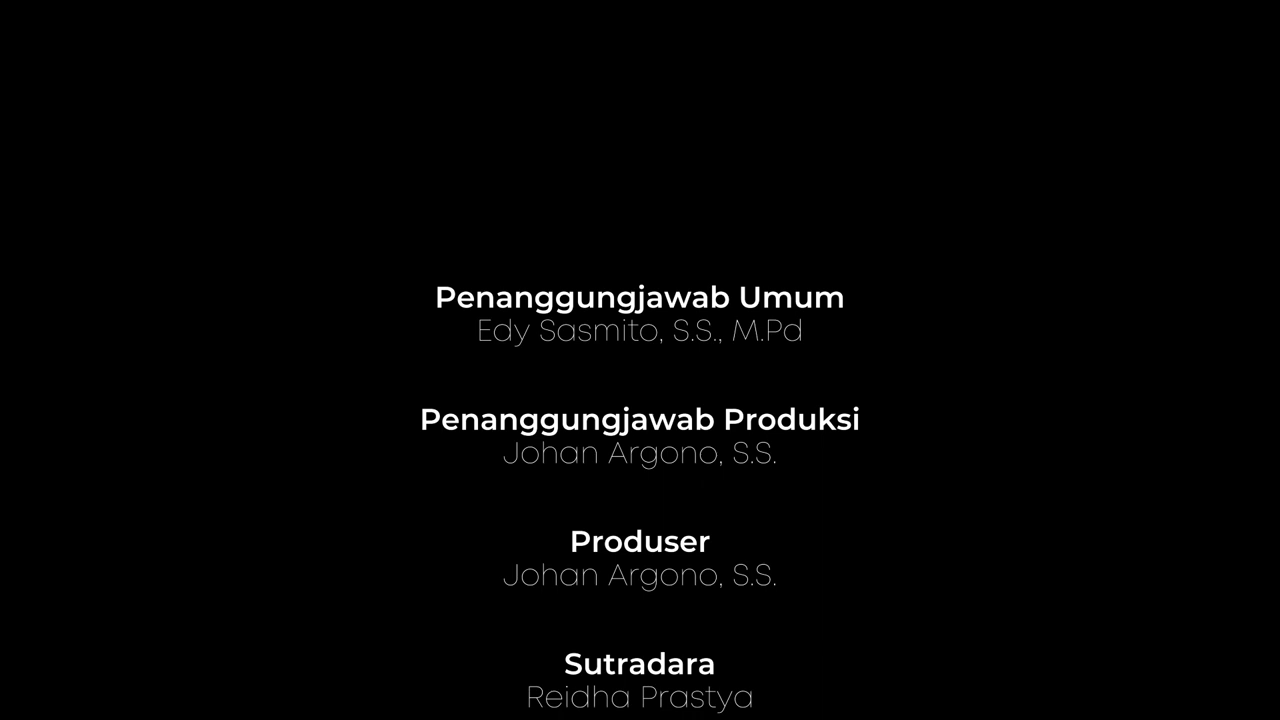 Penanggungjawab Umum
Edy Sasmito, S.S., M.Pd
Penanggungjawab Produksi
Johan Argono, S.S.
Produser
Johan Argono, S.S.
Sutradara
Reidha Prastya